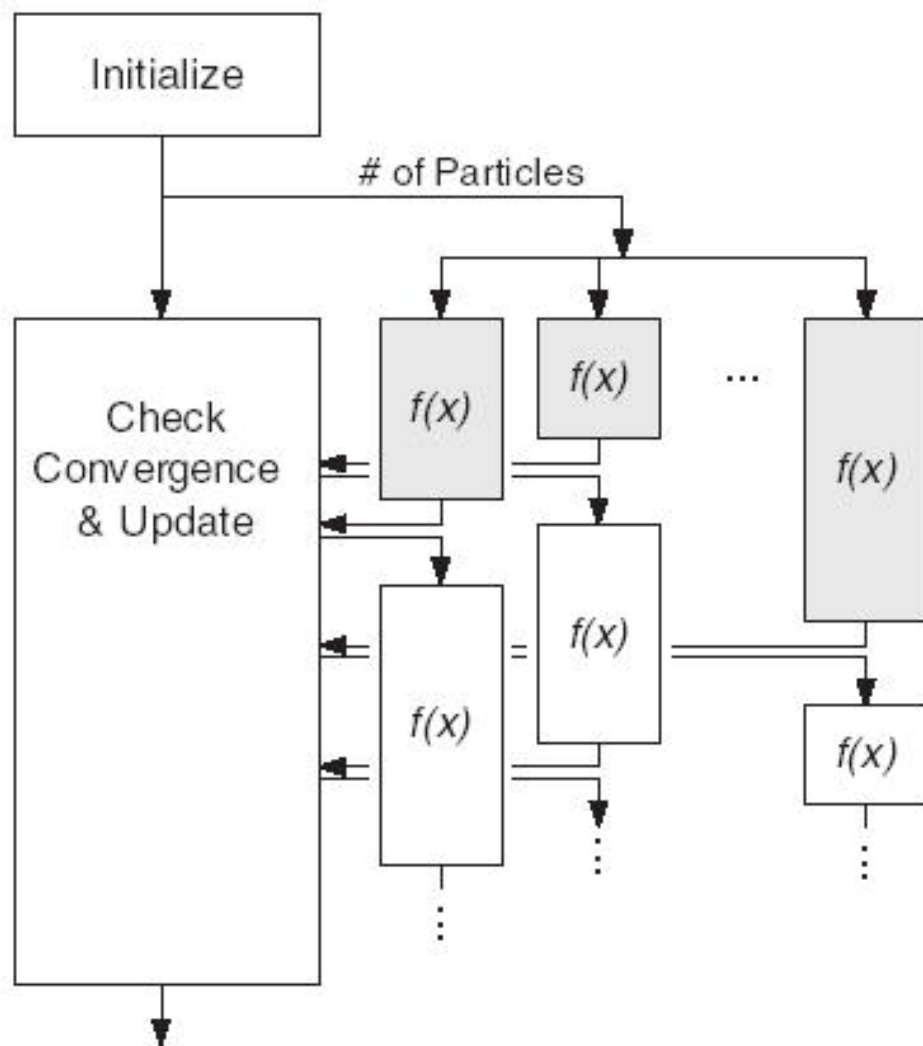 Initialize
# of Particles
f(x)
f(x)
...
f(x)
Check
Convergence
& Update
f(x)
f(x)
f(x)